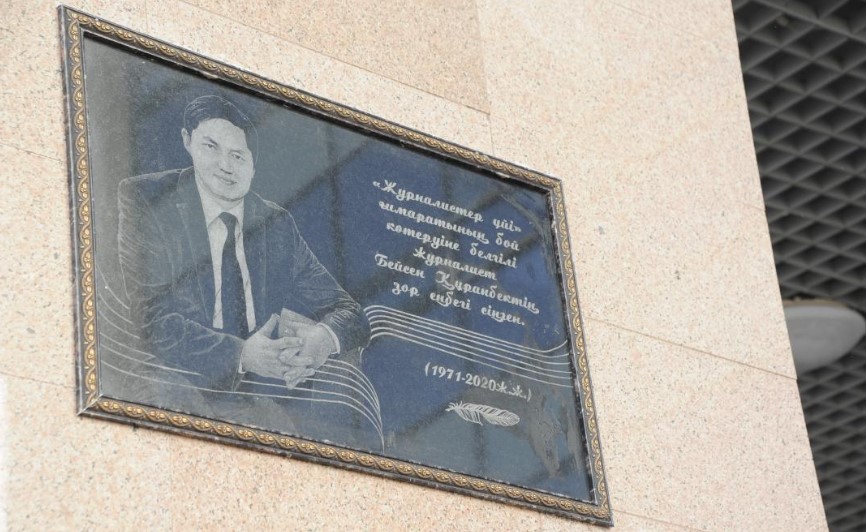 «Журналистер үйі»
ғимаратының бой
көтеруіне белгілі
журналист
Бейсен Құранбектің
зор еңбегі сіңген.
(1971-2020ж.ж.)